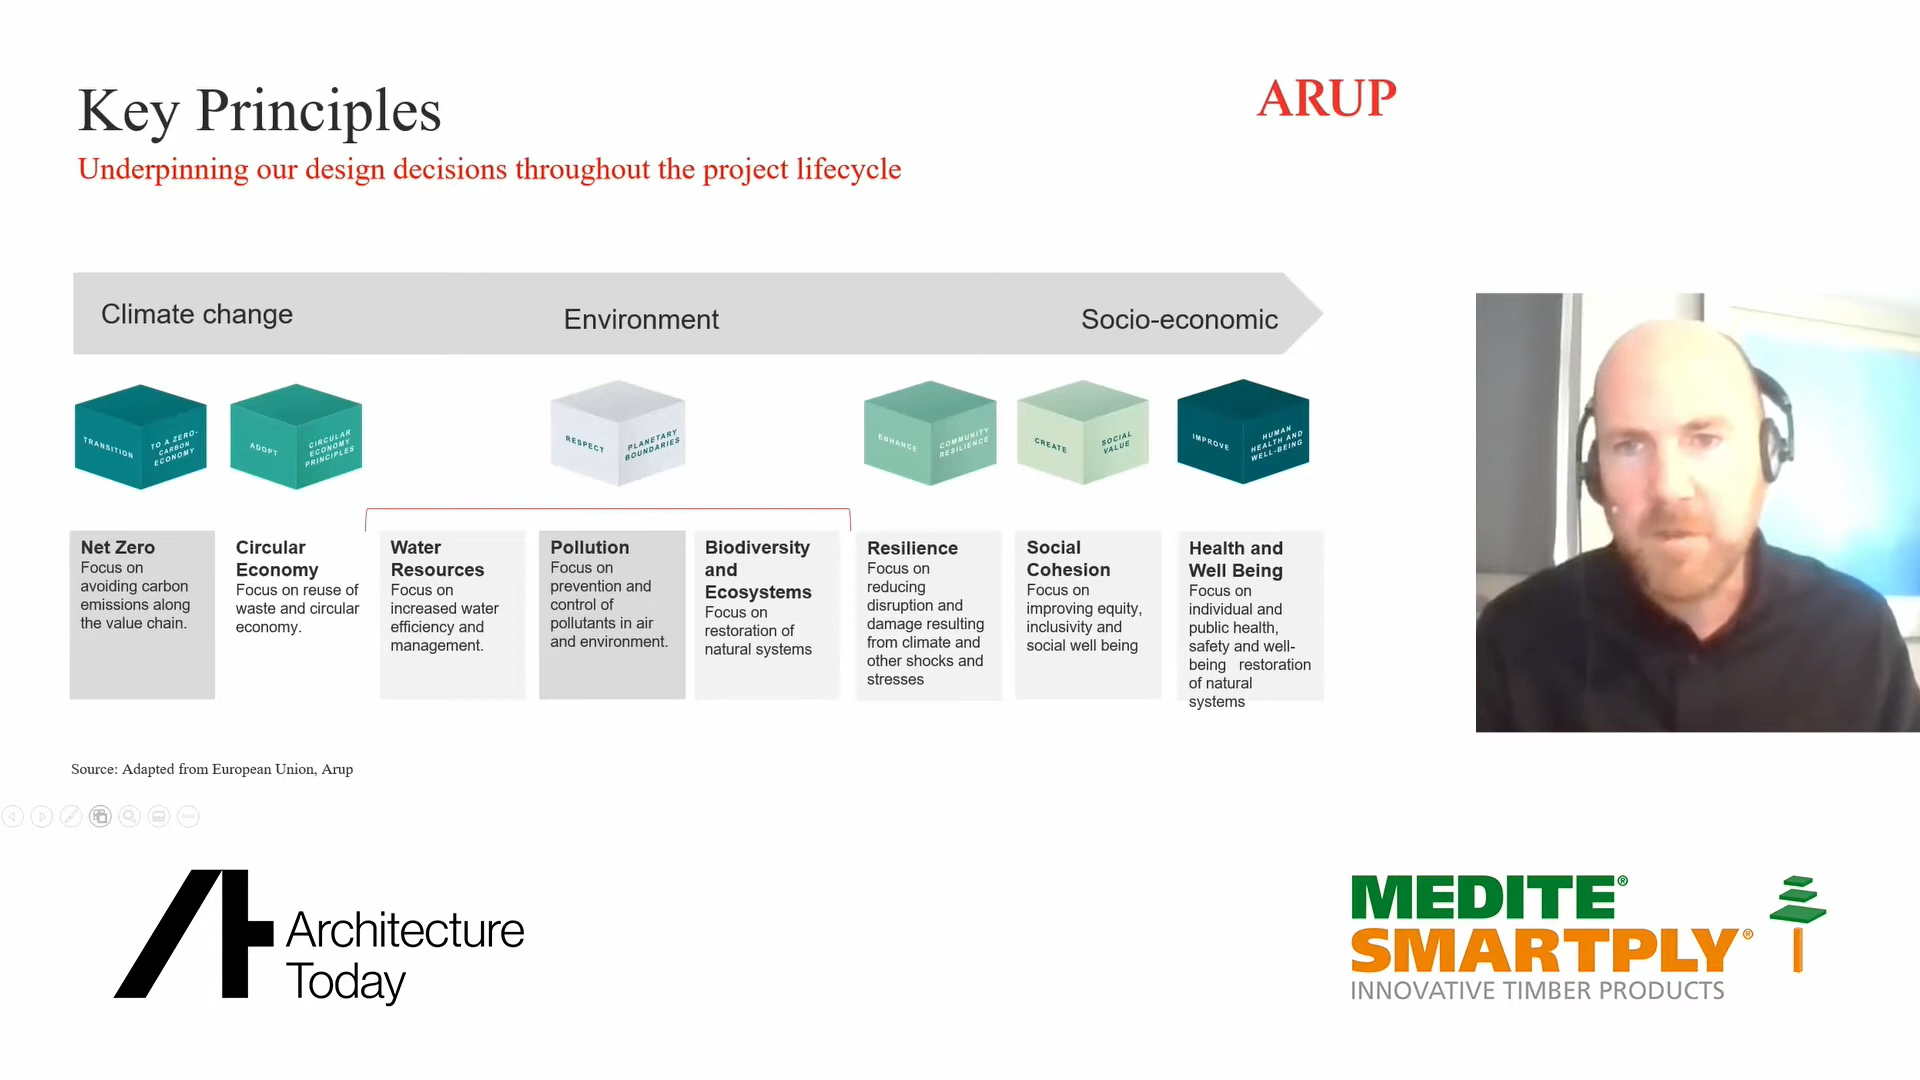 Key Principles
ARUP
Underpinning our design decisions throughout the project lifecycle
Climate change
Environment
Socio-economic
TRANSITION
TO A ZERO-
CARBON
ECONOMY
ADOPT
CIRCULAR
ECONOMY
PRINCIPLES
RESPECT
PLANETARY
BOUNDARIES
ENHANCE
COMMUNITY
RESILIENCE
CREATE
SOCIAL
VALUE
IMPROVE
HUMAN
HEALTH AND
WELL-BEING
Net Zero
Focus on
avoiding carbon
emissions along
the value chain.
Circular
Economy
Focus on reuse of
waste and circular
economy.
Water
Resources
Focus on
increased water
efficiency and
management.
Pollution
Focus on
prevention and
control of
pollutants in air
and environment.
Biodiversity
and
Ecosystems
Focus on
restoration of
natural systems
Resilience
Focus on
reducing
disruption and
damage resulting
from climate and
other shocks and
stresses
Social
Cohesion
Focus on
improving equity,
inclusivity and
social well being
Health and
Well Being
Focus on
individual and
public health,
safety and well-
being restoration
of natural
systems
Source: Adapted from European Union, Arup
Architecture
Today
MEDITE®
SMARTPLY®
INNOVATIVE TIMBER PRODUCTS